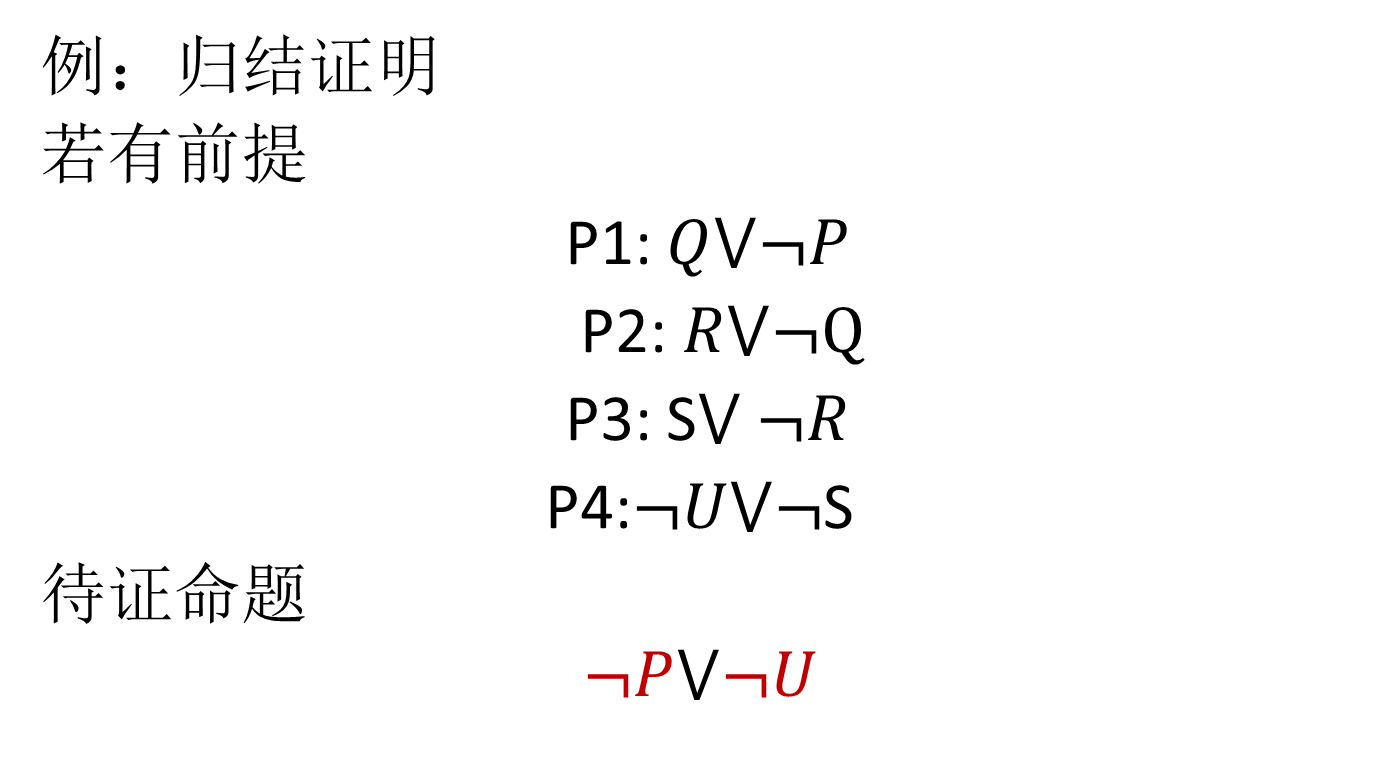 例：归结证明
若有前提
P1: Q∨¬P
P2: R∨¬Q
P3: S∨ ¬R
P4:¬U∨¬S
待证命题
¬P∨¬U